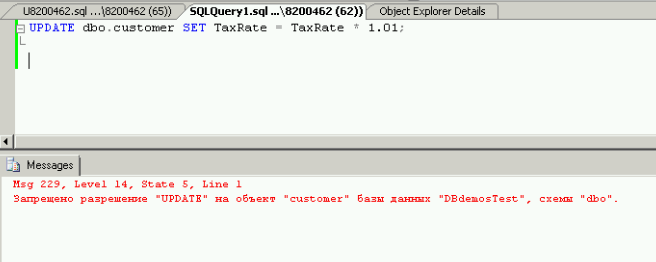 U8200462.sql ...\8200462 (65))
SQLQuery1.sql ...\8200462 (62))
Object Explorer Details
UPDATE dbo.customer SET TaxRate = TaxRate * 1.01;
Messages
Msg 229, Level 14, State 5, Line 1
Запрещено разрешение "UPDATE" на объект "customer" базы данных "DBdemosTest", схемы "dbo".